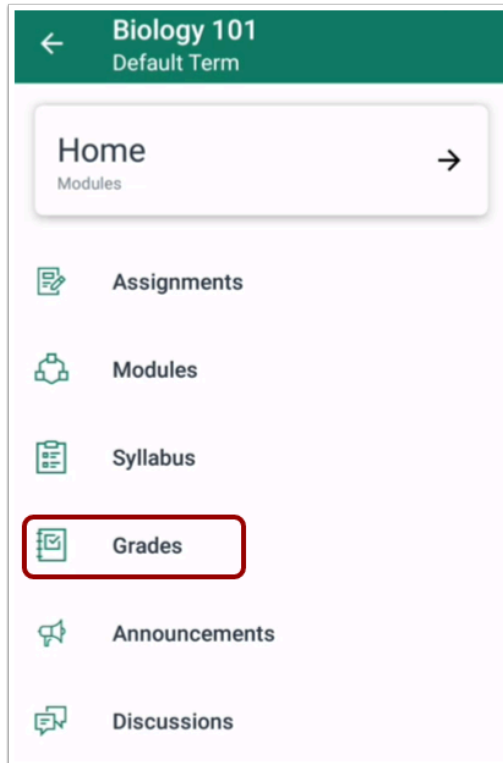 Biology 101
Default Term
Home
Modules
Assignments
Modules
Syllabus
Grades
Announcements
Discussions